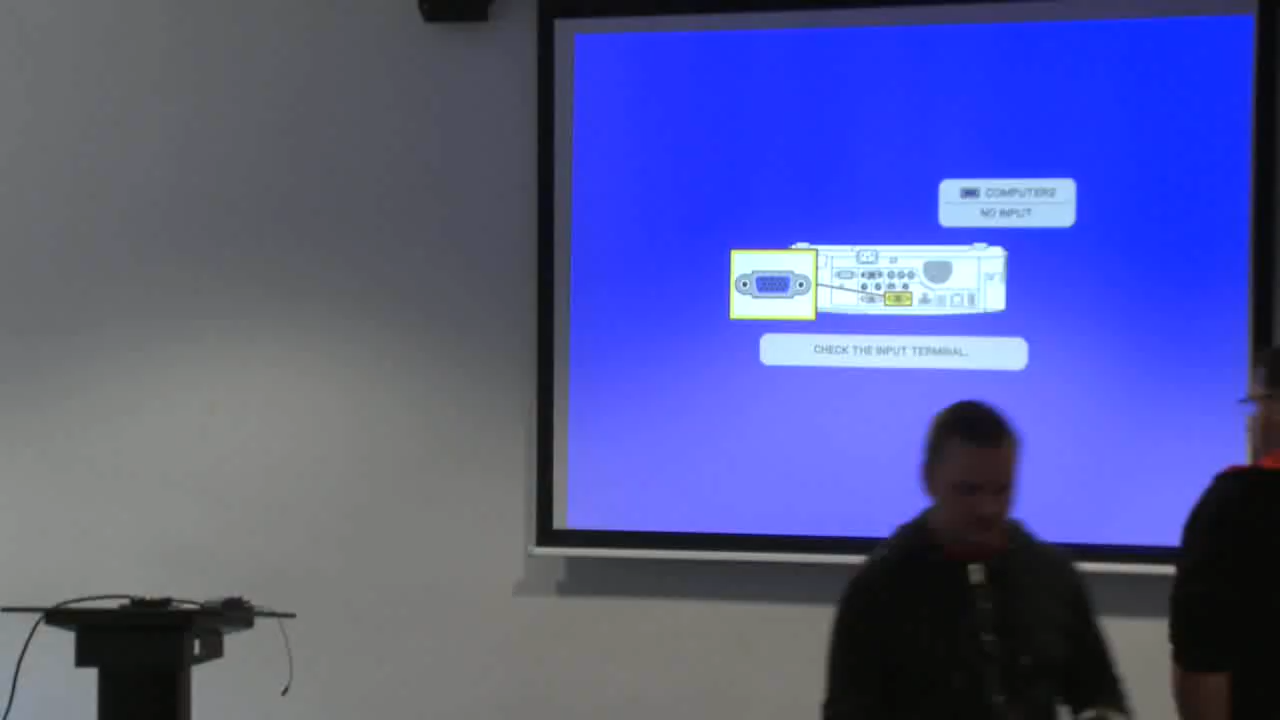 COMPUTER2
NO INPUT
CHECK THE INPUT TERMINAL.